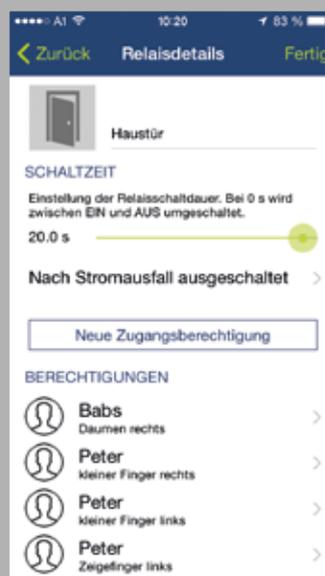 A1 10:20 83 %
Zurück Relaisdetails Fertig
Haustür
SCHALTZEIT
Einstellung der Relaisschaltdauer. Bei 0 s wird
zwischen EIN und AUS umgeschaltet.
20.0 s
Nach Stromausfall ausgeschaltet
Neue Zugangsberechtigung
BERECHTIGUNGEN
Babs
Daumen rechts
Peter
kleiner Finger rechts
Peter
kleiner Finger links
Peter
Zeigefinger links